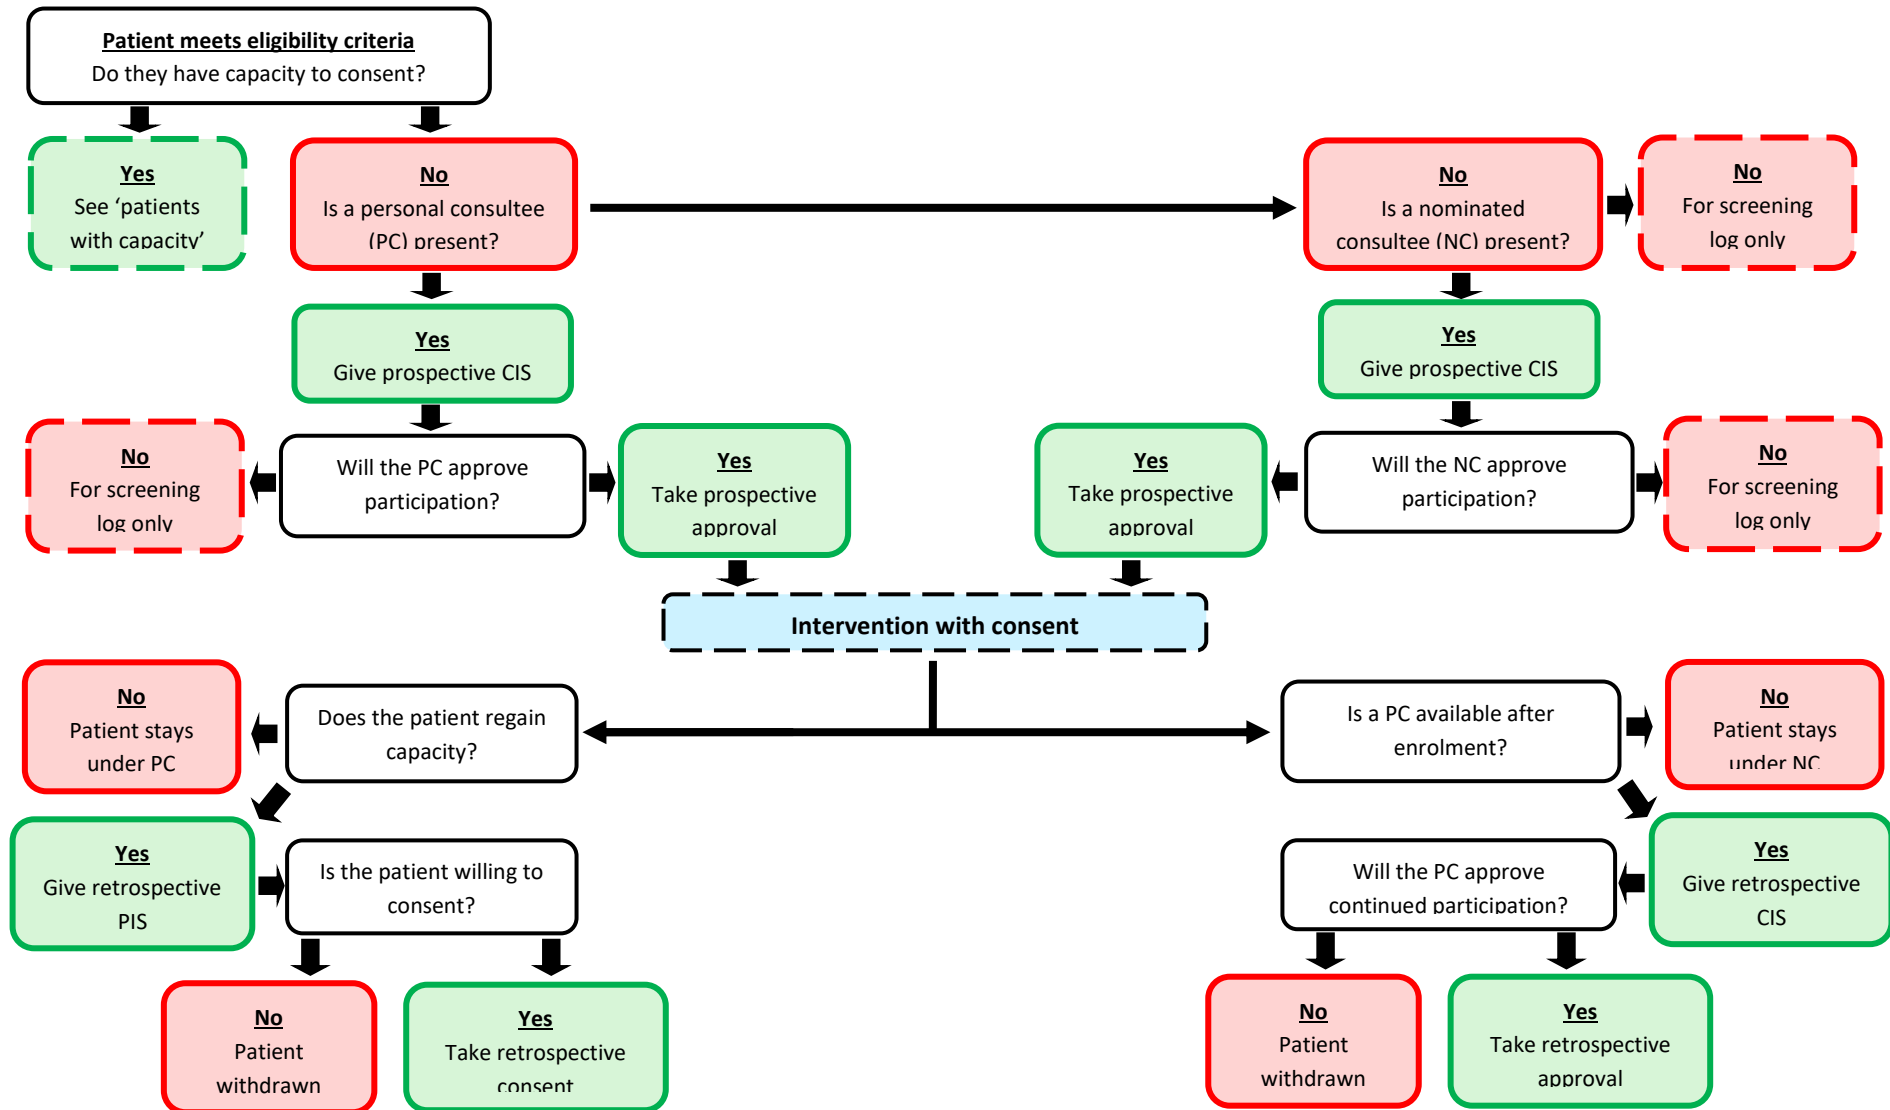 Patient meets eligibility criteria
Do they have capacity to consent?
Yes
See ‘patients
with capacity’
No
Is a personal consultee
(PC) present?
No
Is a nominated
consultee (NC) present?
No
For screening
log only
Yes
Give prospective CIS
Yes
Give prospective CIS
No
For screening
log only
Will the PC approve
participation?
Yes
Take prospective
approval
Yes
Take prospective
approval
Will the NC approve
participation?
No
For screening
log only
Intervention with consent
No
Patient stays
under PC
Does the patient regain
capacity?
Is a PC available after
enrolment?
No
Patient stays
under NC
Yes
Give retrospective
PIS
Is the patient willing to
consent?
Will the PC approve
continued participation?
Yes
Give retrospective
CIS
No
Patient
withdrawn
Yes
Take retrospective
consent
No
Patient
withdrawn
Yes
Take retrospective
approval